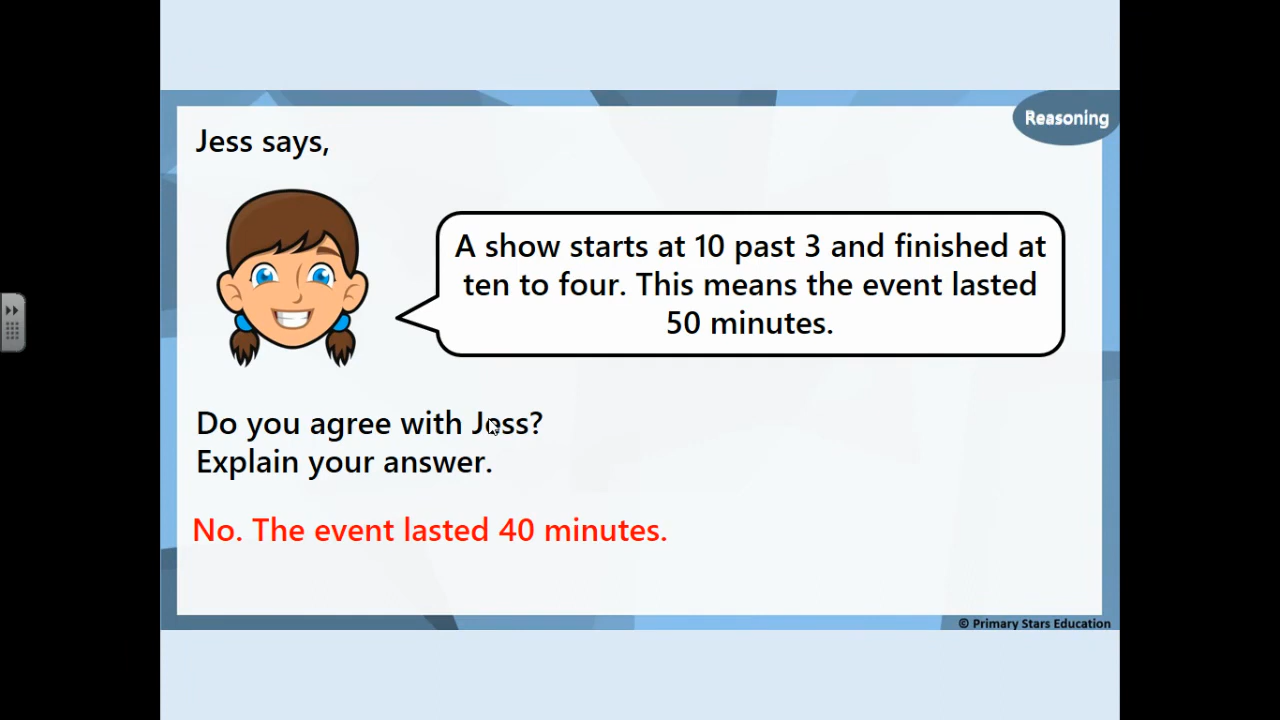 Reasoning
Jess says,
A show starts at 10 past 3 and finished at
ten to four. This means the event lasted
50 minutes.
Do you agree with Jess?
Explain your answer.
No. The event lasted 40 minutes.
© Primary Stars Education